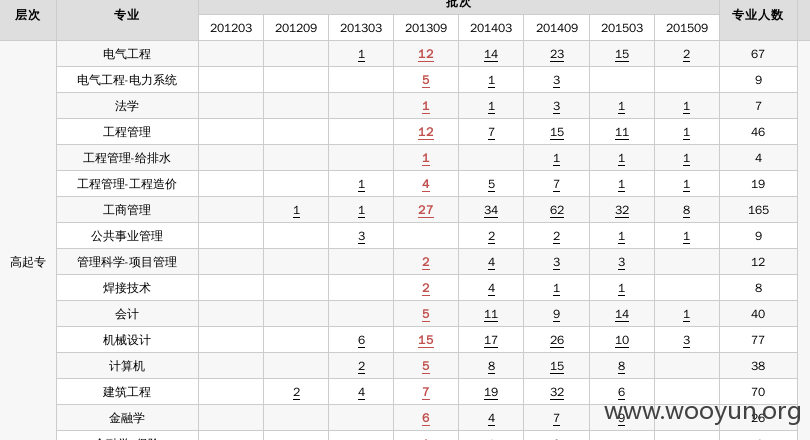 批次
层次 专业 专业人数
201203 201209 201303 201309 201403 201409 201503 201509
电气工程 1 12 14 23 15 2 67
电气工程-电力系统 5 1 3 9
法学 1 1 3 1 1 7
工程管理 12 7 15 11 1 46
工程管理-给排水 1 1 1 1 4
工程管理-工程造价 1 4 5 7 1 1 19
工商管理 1 1 27 34 62 32 8 165
公共事业管理 3 2 2 1 1 9
高起专 管理科学-项目管理 2 4 3 3 12
焊接技术 2 4 1 1 8
会计 5 11 9 14 1 40
机械设计 6 15 17 26 10 3 77
计算机 2 5 8 15 8 38
建筑工程 2 4 7 19 32 6 70
金融学 6 4 7 9 26
www.wooyun.org